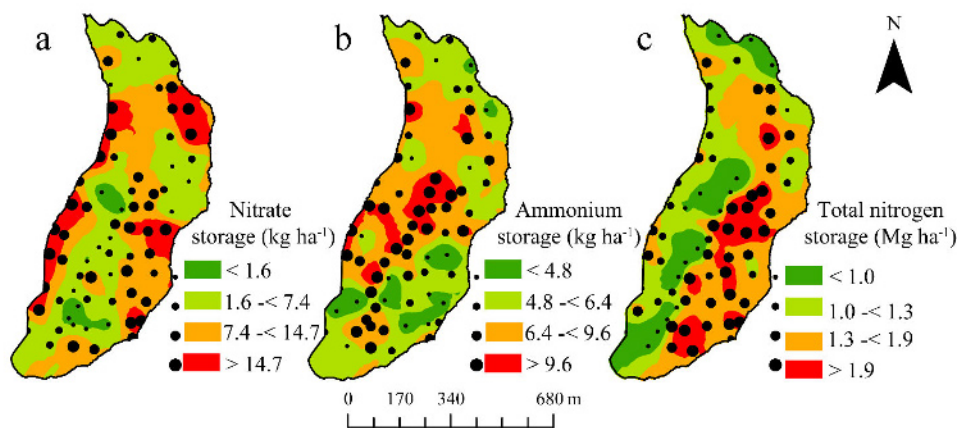 a
b
c
N
Nitrate
storage (kg ha⁻¹)
< 1.6
1.6 -< 7.4
7.4 -< 14.7
> 14.7
Ammonium
storage (kg ha⁻¹)
< 4.8
4.8 -< 6.4
6.4 -< 9.6
> 9.6
Total nitrogen
storage (Mg ha⁻¹)
< 1.0
1.0 -< 1.3
1.3 -< 1.9
> 1.9
0 170 340 680 m